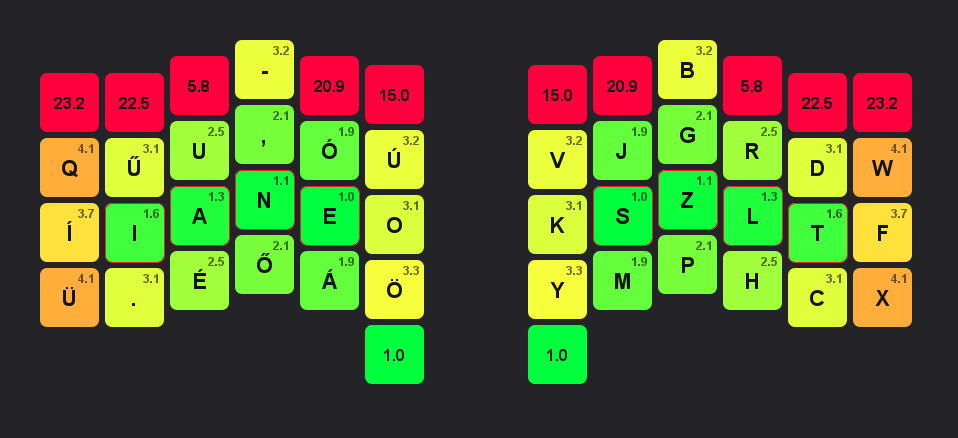 23.2 22.5 5.8 3.2 - 20.9 15.0 15.0 20.9 3.2 B 5.8 22.5 23.2
4.1 Q 3.1 Ű 2.5 U 2.1 , 1.9 Ó 3.2 Ú 3.2 V 1.9 J 2.1 G 2.5 R 3.1 D 4.1 W
3.7 Í 1.6 I 1.3 A 1.1 N 1.0 E 3.1 O 3.1 K 1.0 S 1.1 Z 1.3 L 1.6 T 3.7 F
4.1 Ü 3.1 . 2.5 É 2.1 Ő 1.9 Á 3.3 Ö 3.3 Y 1.9 M 2.1 P 2.5 H 3.1 C 4.1 X
1.0 1.0